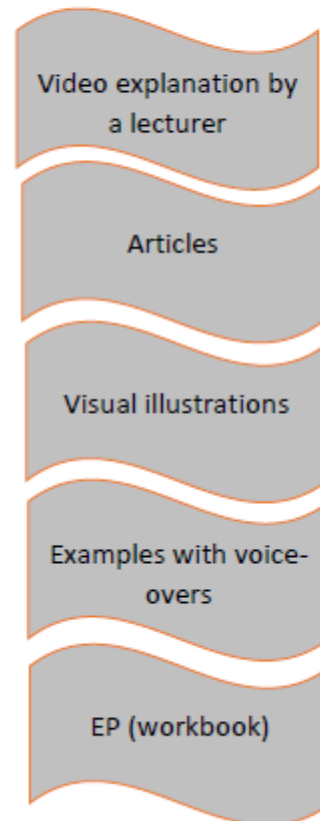 Video explanation by
a lecturer
Articles
Visual illustrations
Examples with voice-
overs
EP (workbook)